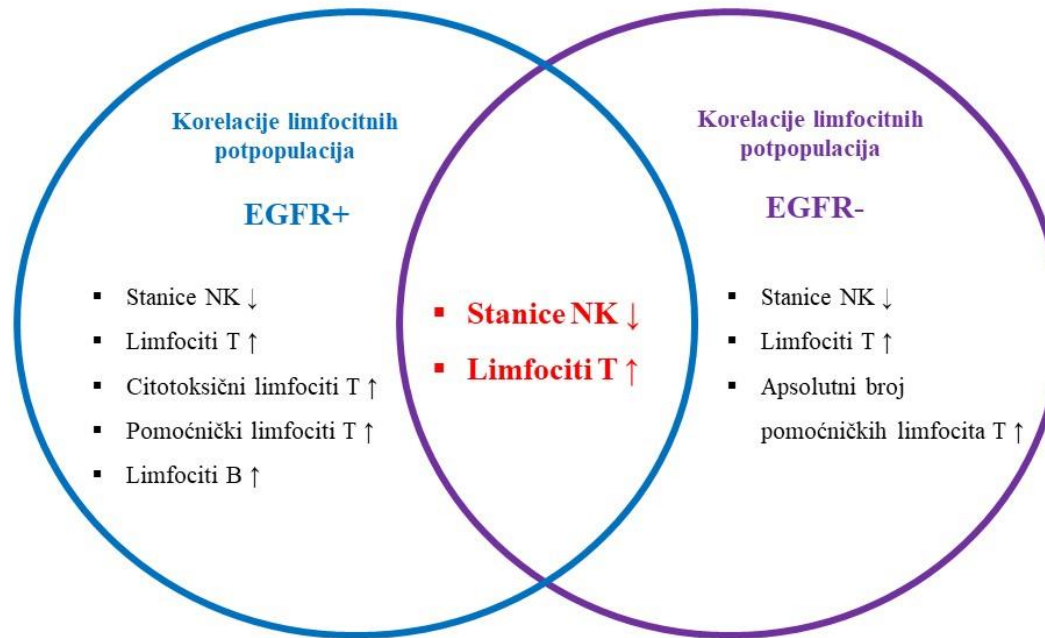 Korelacije limfocitnih
potpopulacija
EGFR+
▪ Stanice NK ↓
▪ Limfociti T ↑
▪ Citotoksični limfociti T ↑
▪ Pomoćnički limfociti T ↑
▪ Limfociti B ↑
▪ Stanice NK ↓
▪ Limfociti T ↑
Korelacije limfocitnih
potpopulacija
EGFR-
▪ Stanice NK ↓
▪ Limfociti T ↑
▪ Apsolutni broj
pomoćničkih limfocita T ↑